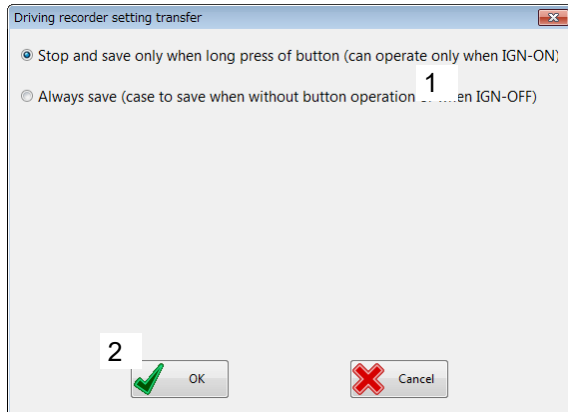 Driving recorder setting transfer
Stop and save only when long press of button (can operate only when IGN-ON)
1
Always save (case to save when without button operation when IGN-OFF)
2
OK
Cancel